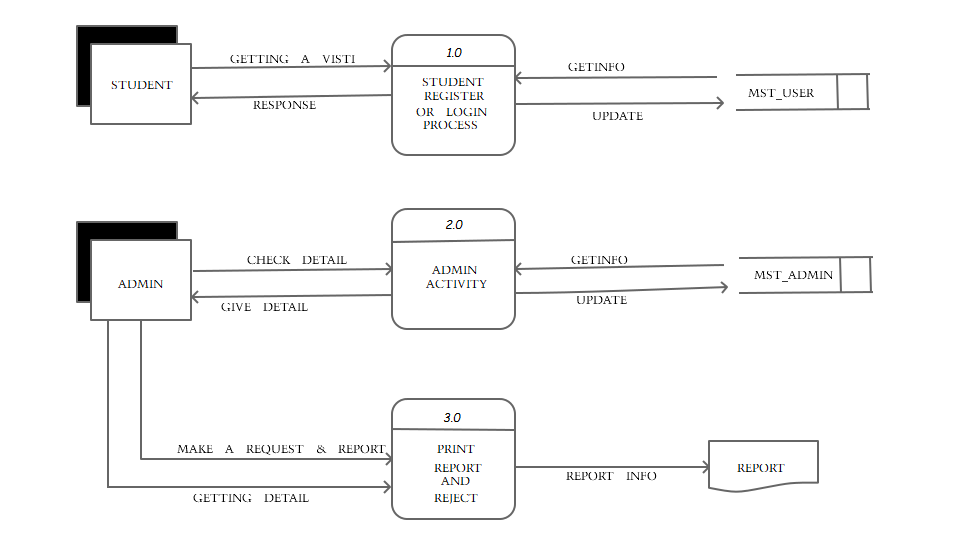 GETTING A VISTI
1.0
GETINFO
STUDENT
STUDENT
REGISTER
OR LOGIN
PROCESS
MST_USER
RESPONSE
UPDATE
2.0
CHECK DETAIL
GETINFO
ADMIN
ADMIN
ACTIVITY
MST_ADMIN
GIVE DETAIL
UPDATE
3.0
MAKE A REQUEST & REPORT
PRINT
REPORT
AND
REJECT
REPORT
REPORT INFO
GETTING DETAIL